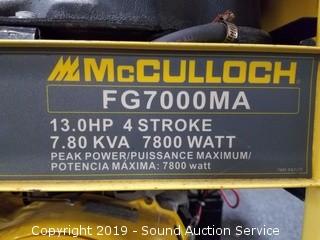 McCULLOCH
FG7000MA
13.0HP 4 STROKE
7.80 KVA 7800 WATT
PEAK POWER/PUISSANCE MAXIMUM/
POTENCIA MÁXIMA: 7800 watt
Copyright © 2019 - Sound Auction Service